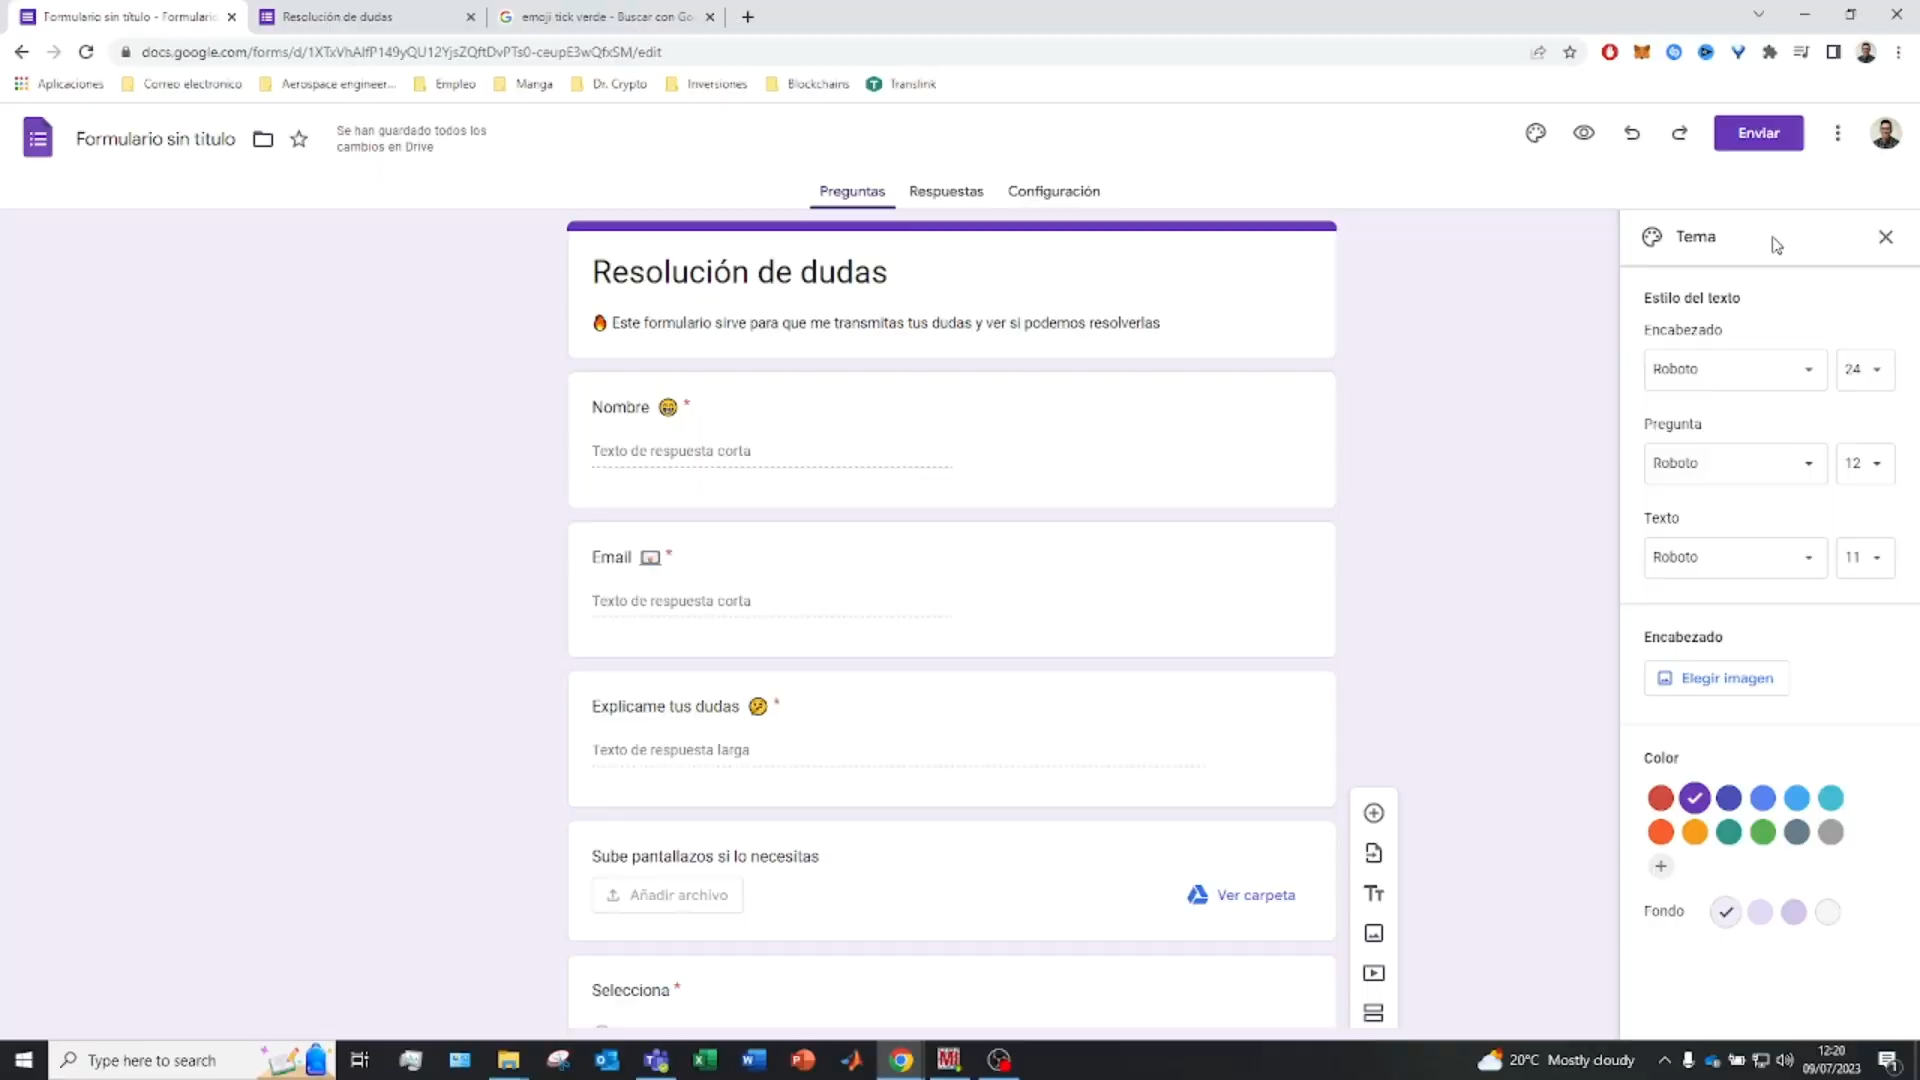 Formulario sin título - Formulario
Resolución de dudas
emoji tick verde - Buscar con Go
docs.google.com/forms/d/1XTxVhAlfP149yQU12YjsZQftDvPTs0-ceupE3wQfxSM/edit
Aplicaciones
Correo electronico
Aerospace engineer...
Empleo
Manga
Dr. Crypto
Inversiones
Blockchains
Translink
Formulario sin título
Se han guardado todos los
cambios en Drive
Enviar
Preguntas
Respuestas
Configuración
Tema
Resolución de dudas
🔥 Este formulario sirve para que me transmitas tus dudas y ver si podemos resolverlas
Nombre 😁 *
Texto de respuesta corta
Email 💌 *
Texto de respuesta corta
Explicame tus dudas 🤔 *
Texto de respuesta larga
Sube pantallazos si lo necesitas
Añadir archivo
Ver carpeta
Selecciona *
Tт
Estilo del texto
Encabezado
Roboto
24
Pregunta
Roboto
12
Texto
Roboto
11
Encabezado
Elegir imagen
Color
Fondo
Type here to search
20°C Mostly cloudy
12:20
09/07/2023